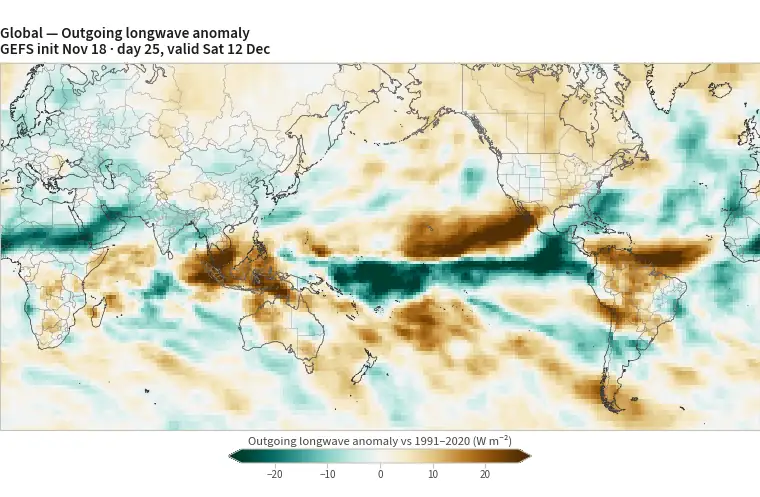 Global — Outgoing longwave anomaly
GEFS init Nov 18 · day 25, valid Sat 12 Dec
Outgoing longwave anomaly vs 1991–2020 (W m⁻²)
−20 −10 0 10 20